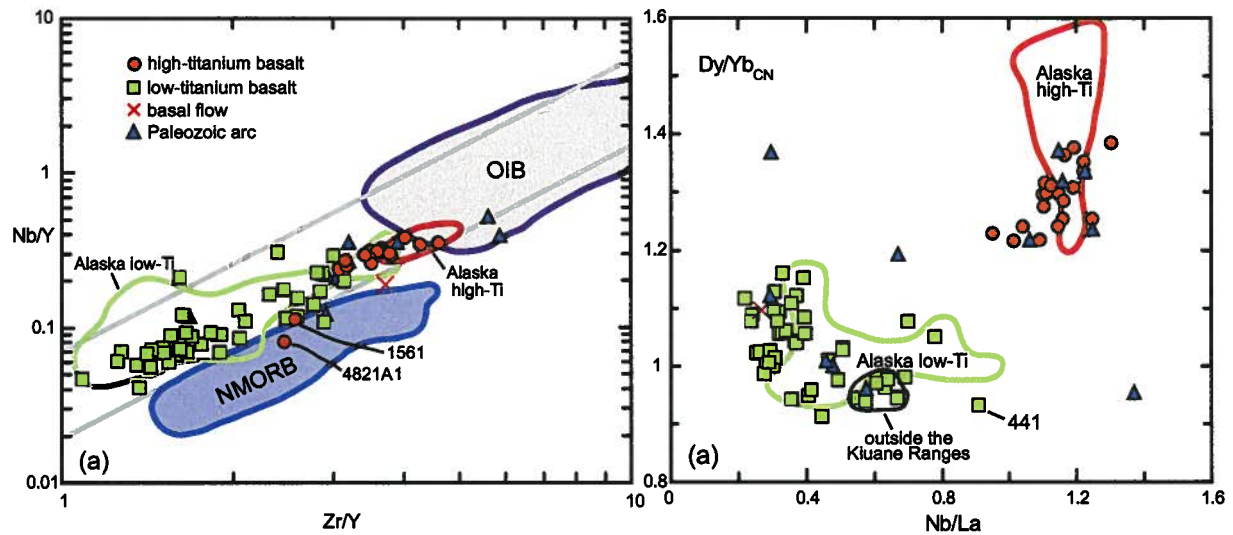 10
1
Nb/Y
0.1
0.01
1
10
Zr/Y
high-titanium basalt
low-titanium basalt
basal flow
Paleozoic arc
OIB
Alaska low-Ti
Alaska
high-Ti
NMORB
1561
4821A1
(a)
1.6
1.4
1.2
1
0.8
0
0.4
0.8
1.2
1.6
Nb/La
Dy/YbCN
Alaska
high-Ti
Alaska low-Ti
441
outside the
Kluane Ranges
(a)